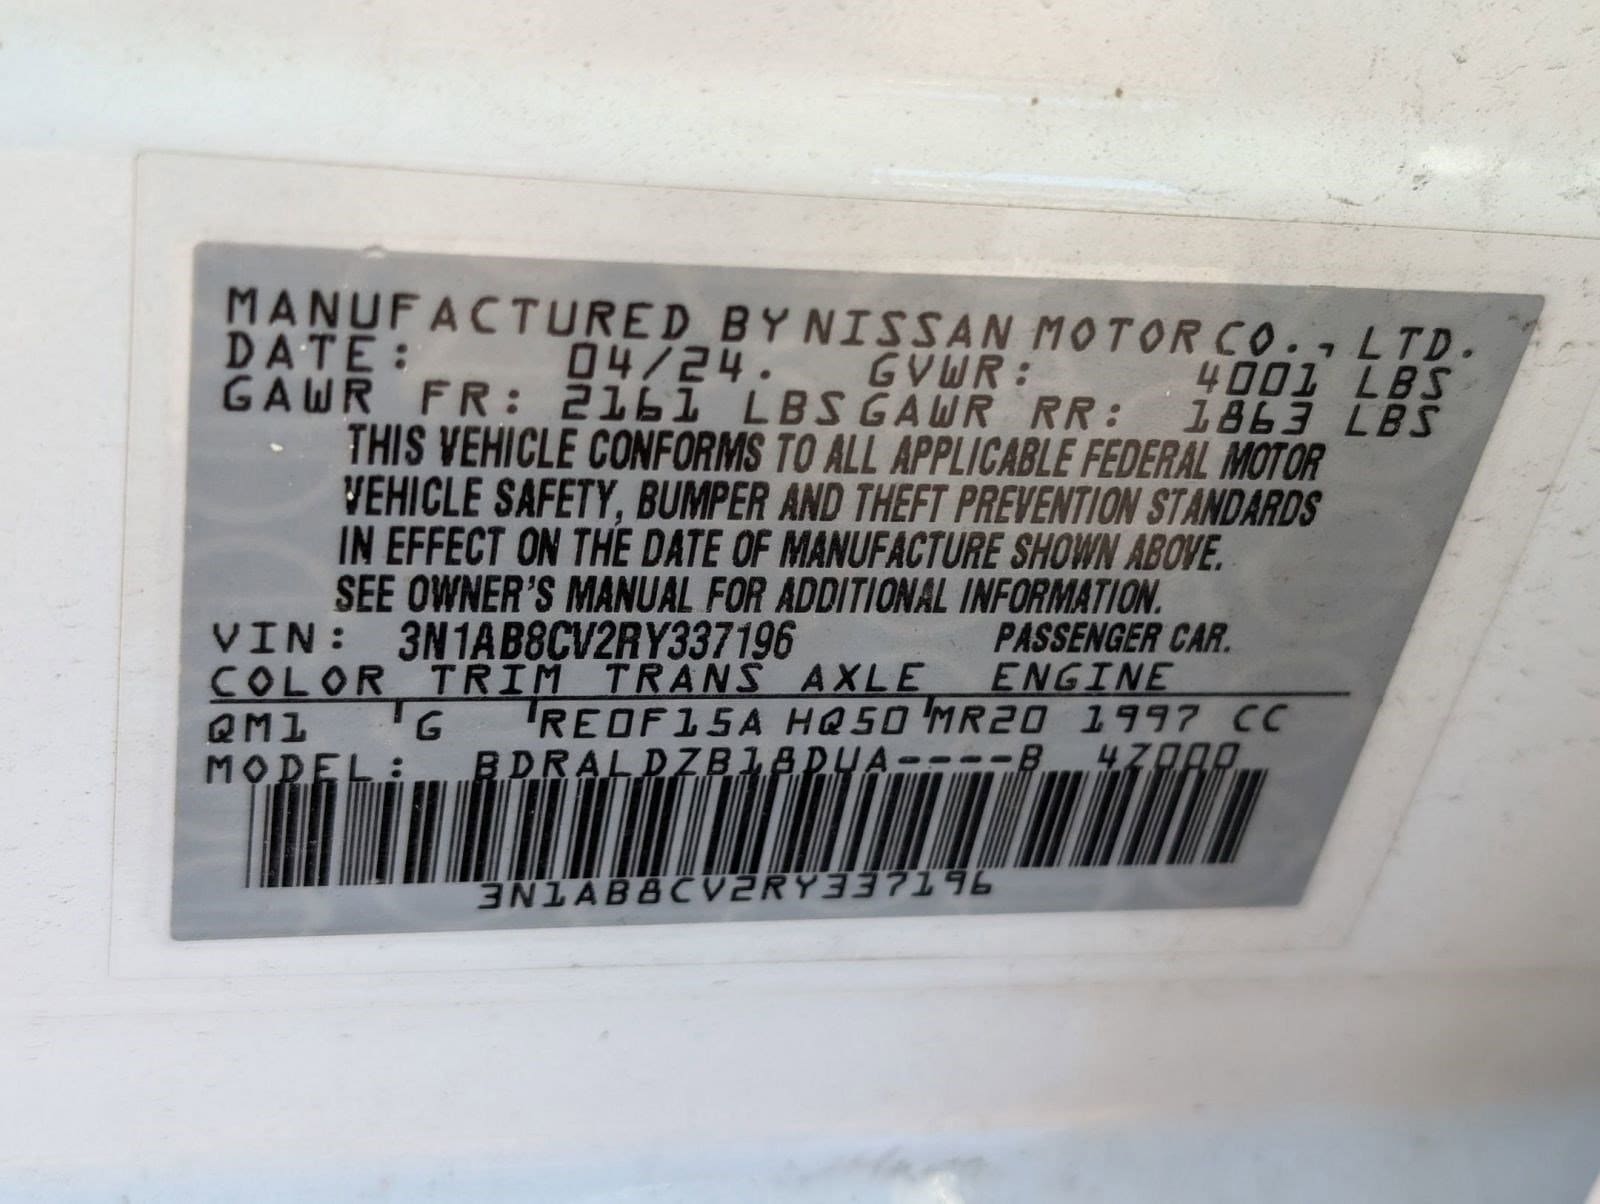 MANUFACTURED BY NISSAN MOTOR CO., LTD.
DATE: 04/24. GVWR: 4001 LBS
GAWR FR: 2161 LBS GAWR RR: 1863 LBS
THIS VEHICLE CONFORMS TO ALL APPLICABLE FEDERAL MOTOR
VEHICLE SAFETY, BUMPER AND THEFT PREVENTION STANDARDS
IN EFFECT ON THE DATE OF MANUFACTURE SHOWN ABOVE.
SEE OWNER'S MANUAL FOR ADDITIONAL INFORMATION.
VIN: 3N1AB8CV2RY337196 PASSENGER CAR.
COLOR TRIM TRANS AXLE ENGINE
QM1 G RE0F15A HQ50 MR20 1997 CC
MODEL: BDRALDZB18DUA----B 4Z000
3N1AB8CV2RY337196